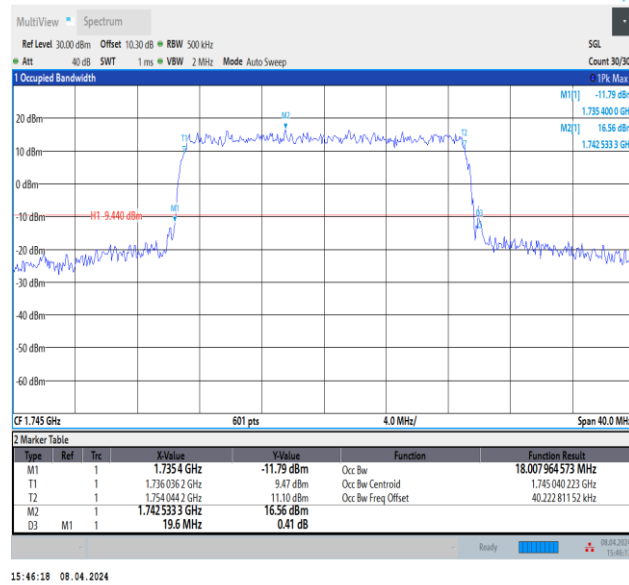 MultiView Spectrum
Ref Level 30.00 dBm Offset 10.30 dB RBW 500 kHz SGL
Att 40 dB SWT 1 ms VBW 2 MHz Mode Auto Sweep Count 30/30
1 Occupied Bandwidth 1Pk Max
M1[1] -11.79 dBm
1.735 400 0 GH
20 dBm M2 M2[1] 16.56 dBm
1.742 533 3 GH
T1 T2
10 dBm
0 dBm
-10 dBm H1 -9.440 dBm M1 D3
-20 dBm
-30 dBm
-40 dBm
-50 dBm
-60 dBm
CF 1.745 GHz 601 pts 4.0 MHz/ Span 40.0 MH
2 Marker Table
Type Ref Trc X-Value Y-Value Function Function Result
M1 1 1.735 4 GHz -11.79 dBm Occ Bw 18.007 964 573 MHz
T1 1 1.736 036 2 GHz 9.47 dBm Occ Bw Centroid 1.745 040 223 GHz
T2 1 1.754 044 2 GHz 11.10 dBm Occ Bw Freq Offset 40.222 811 52 kHz
M2 1 1.742 533 3 GHz 16.56 dBm
D3 M1 1 19.6 MHz 0.41 dB
Ready 08.04.2024
15:46:17
15:46:18 08.04.2024